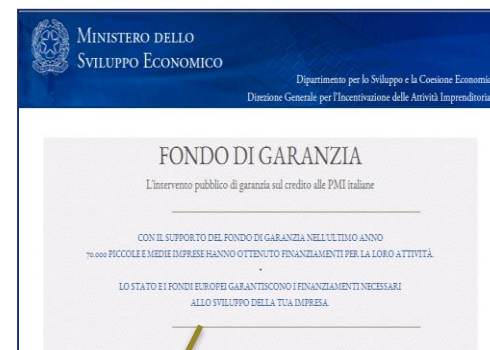 MINISTERO DELLO
SVILUPPO ECONOMICO
Dipartimento per lo Sviluppo e la Coesione Economic
Direzione Generale per l'Incentivazione delle Attività Imprenditoria
FONDO DI GARANZIA
L'intervento pubblico di garanzia sul credito alle PMI italiane
CON IL SUPPORTO DEL FONDO DI GARANZIA NELL'ULTIMO ANNO
70.000 PICCOLE E MEDIE IMPRESE HANNO OTTENUTO FINANZIAMENTI PER LA LORO ATTIVITÀ.
LO STATO E I FONDI EUROPEI GARANTISCONO I FINANZIAMENTI NECESSARI
ALLO SVILUPPO DELLA TUA IMPRESA.